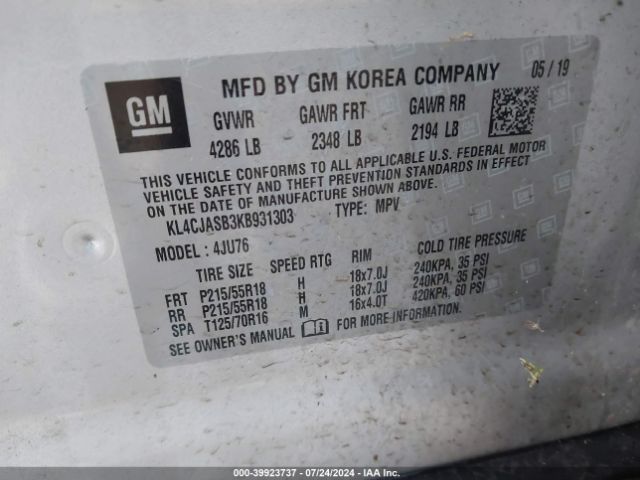 GM
MFD BY GM KOREA COMPANY 05 / 19
GVWR GAWR FRT GAWR RR
4286 LB 2348 LB 2194 LB
THIS VEHICLE CONFORMS TO ALL APPLICABLE U.S. FEDERAL MOTOR
VEHICLE SAFETY AND THEFT PREVENTION STANDARDS IN EFFECT
ON THE DATE OF MANUFACTURE SHOWN ABOVE.
KL4CJASB3KB931303 TYPE: MPV
MODEL : 4JU76
TIRE SIZE SPEED RTG RIM COLD TIRE PRESSURE
FRT P215/55R18 H 18x7.0J 240KPA, 35 PSI
RR P215/55R18 H 18x7.0J 240KPA, 35 PSI
SPA T125/70R16 M 16x4.0T 420KPA, 60 PSI
SEE OWNER'S MANUAL FOR MORE INFORMATION.
000-39923737 - 07/24/2024 - IAA Inc.